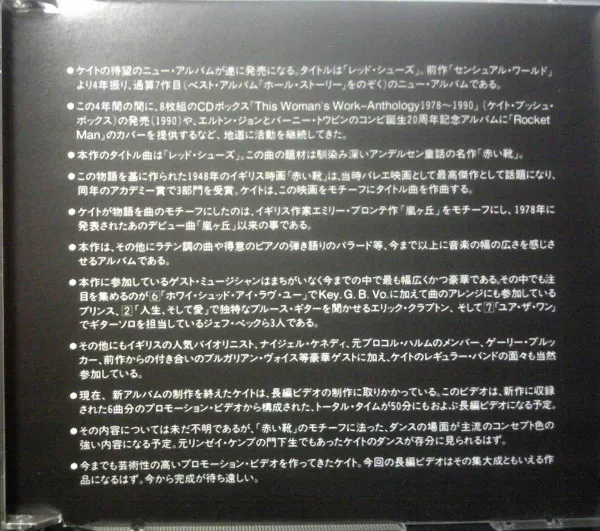 ●ケイトの待望のニュー・アルバムが遂に発売になる。タイトルは「レッド・シューズ」。前作「センシュアル・ワールド」
より4年振り、通算7作目(ベスト・アルバム「ホール・ストーリー」をのぞく)のニュー・アルバムである。
●この4年間の間に、8枚組のCDボックス「This Woman's Work–Anthology1978〜1990」(ケイト・ブッシュ・
ボックス)の発売(1990)や、エルトン・ジョンとバーニー・トウピンのコンビ誕生20周年記念アルバムに「Rocket
Man」のカバーを提供するなど、地道に活動を継続してきた。
●本作のタイトル曲は「レッド・シューズ」。この曲の題材は馴染み深いアンデルセン童話の名作「赤い靴」。
●この物語を基に作られた1948年のイギリス映画「赤い靴」は、当時バレエ映画として最高傑作として話題になり、
同年のアカデミー賞で3部門を受賞。ケイトは、この映画をモチーフにタイトル曲を作曲する。
●ケイトが物語を曲のモチーフにしたのは、イギリス作家エミリー・ブロンテ作「嵐ヶ丘」をモチーフにし、1978年に
発表されたあのデビュー曲「嵐ヶ丘」以来の事である。
●本作は、その他にラテン調の曲や得意のピアノの弾き語りのバラード等、今まで以上に音楽の幅の広さを感じさ
せるアルバムである。
●本作に参加しているゲスト・ミュージシャンはまちがいなく今までの中で最も幅広くかつ豪華である。その中でも注
目を集めるのが6「ホワイ・シュッド・アイ・ラヴ・ユー」でKey. G. B. Vo.に加えて曲のアレンジにも参加している
プリンス、2「人生、そして愛」で独特なブルース・ギターを聞かせるエリック・クラプトン、そして7「ユア・ザ・ワン」
でギターソロを担当しているジェフ・ベックら3人である。
●その他にもイギリスの人気バイオリニスト、ナイジェル・ケネディ、元プロコル・ハルムのメンバー、ゲーリー・ブルッ
カー、前作からの付き合いのブルガリアン・ヴォイス等豪華ゲストに加え、ケイトのレギュラー・バンドの面々も当然
参加している。
●現在、新アルバムの制作を終えたケイトは、長編ビデオの制作に取りかかっている。このビデオは、新作に収録
された6曲分のプロモーション・ビデオから構成された、トータル・タイムが50分にもおよぶ長編ビデオになる予定。
●その内容については未だ不明であるが、「赤い靴」のモチーフに法った、ダンスの場面が主流のコンセプト色の
強い内容になる予定。元リンゼイ・ケンプの門下生でもあったケイトのダンスが存分に見られるはず。
●今までも芸術性の高いプロモーション・ビデオを作ってきたケイト。今回の長編ビデオはその集大成ともいえる作
品になるはず。今から完成が待ち遠しい。